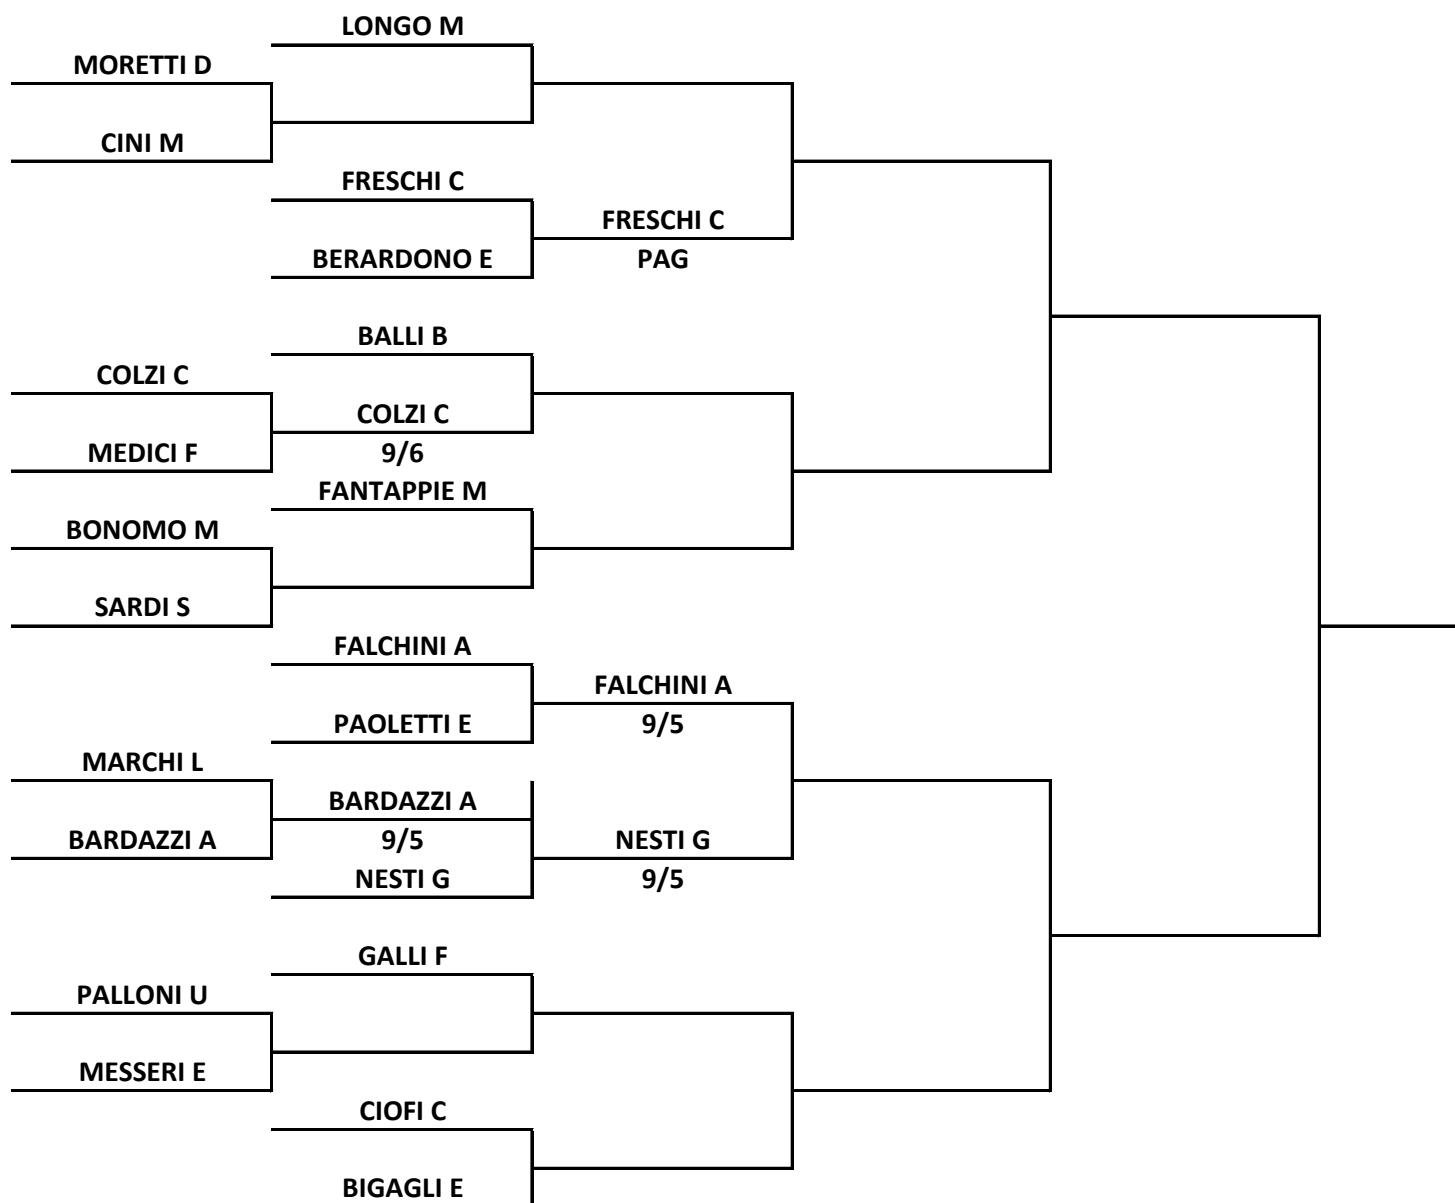 LONGO M
MORETTI D
CINI M
FRESCHI C
FRESCHI C
BERARDONO E
PAG
BALLI B
COLZI C
COLZI C
MEDICI F
9/6
FANTAPPIE M
BONOMO M
SARDI S
FALCHINI A
FALCHINI A
PAOLETTI E
9/5
MARCHI L
BARDAZZI A
BARDAZZI A
9/5
NESTI G
NESTI G
9/5
GALLI F
PALLONI U
MESSERI E
CIOFI C
BIGAGLI E